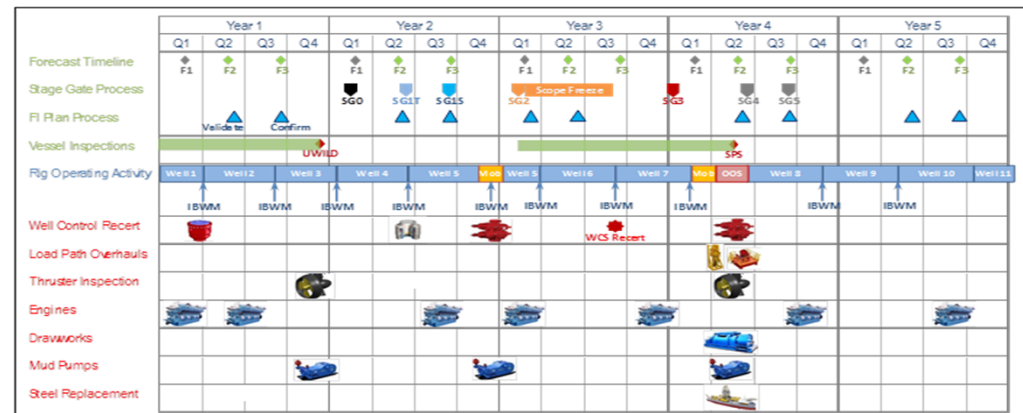 Year 1 Year 2 Year 3 Year 4 Year 5
Q1 Q2 Q3 Q4 Q1 Q2 Q3 Q4 Q1 Q2 Q3 Q4 Q1 Q2 Q3 Q4 Q1 Q2 Q3 Q4
Forecast Timeline
F1 F2 F3 F1 F2 F3 F1 F2 F3 F1 F2 F3 F1 F2 F3
Stage Gate Process Scope Freeze
SG0 SG1T SG1S SG2 SG3 SG4 SG5
FI Plan Process
Validate Confirm
Vessel Inspections
UWILD SPS
Rig Operating Activity Well 1 Well 2 Well 3 Well 4 Well 5 Mob Well 5 Well 6 Well 7 Mob OOS Well 8 Well 9 Well 10 Well 11
IBWM IBWM IBWM IBWM IBWM IBWM IBWM IBWM IBWM IBWM
Well Control Recert
WCS Recert
Load Path Overhauls
Thruster Inspection
Engines
Drawworks
Mud Pumps
Steel Replacement